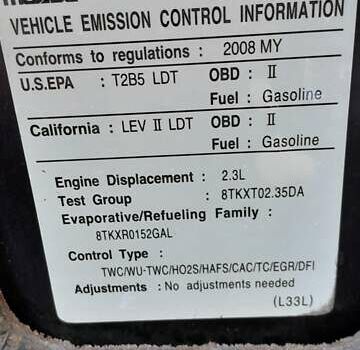 VEHICLE EMISSION CONTROL INFORMATION
Conforms to regulations : 2008 MY
U.S.EPA : T2B5 LDT OBD : II
Fuel : Gasoline
California : LEV II LDT OBD : II
Fuel : Gasoline
Engine Displacement : 2.3L
Test Group : 8TKXT02.35DA
Evaporative/Refueling Family :
8TKXR0152GAL
Control Type :
TWC/WU-TWC/HO2S/HAFS/CAC/TC/EGR/DFI
Adjustments : No adjustments needed
(L33L)